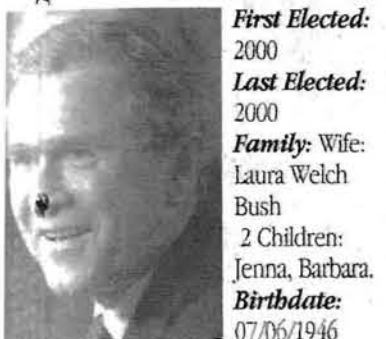 First Elected:
2000
Last Elected:
2000
Family: Wife:
Laura Welch
Bush
2 Children:
Jenna, Barbara.
Birthdate:
07/06/1946